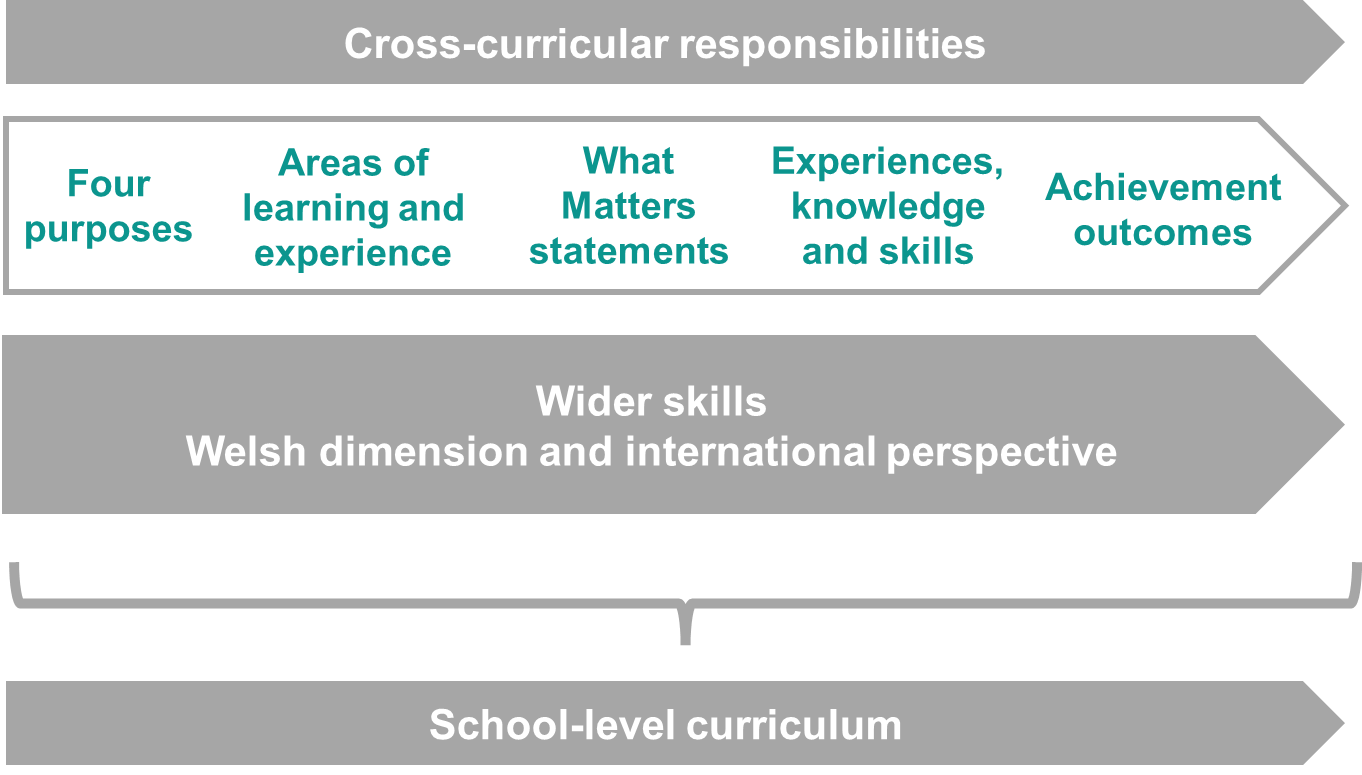 Cross-curricular responsibilities
Four
purposes
Areas of
learning and
experience
What
Matters
statements
Experiences,
knowledge
and skills
Achievement
outcomes
Wider skills
Welsh dimension and international perspective
School-level curriculum